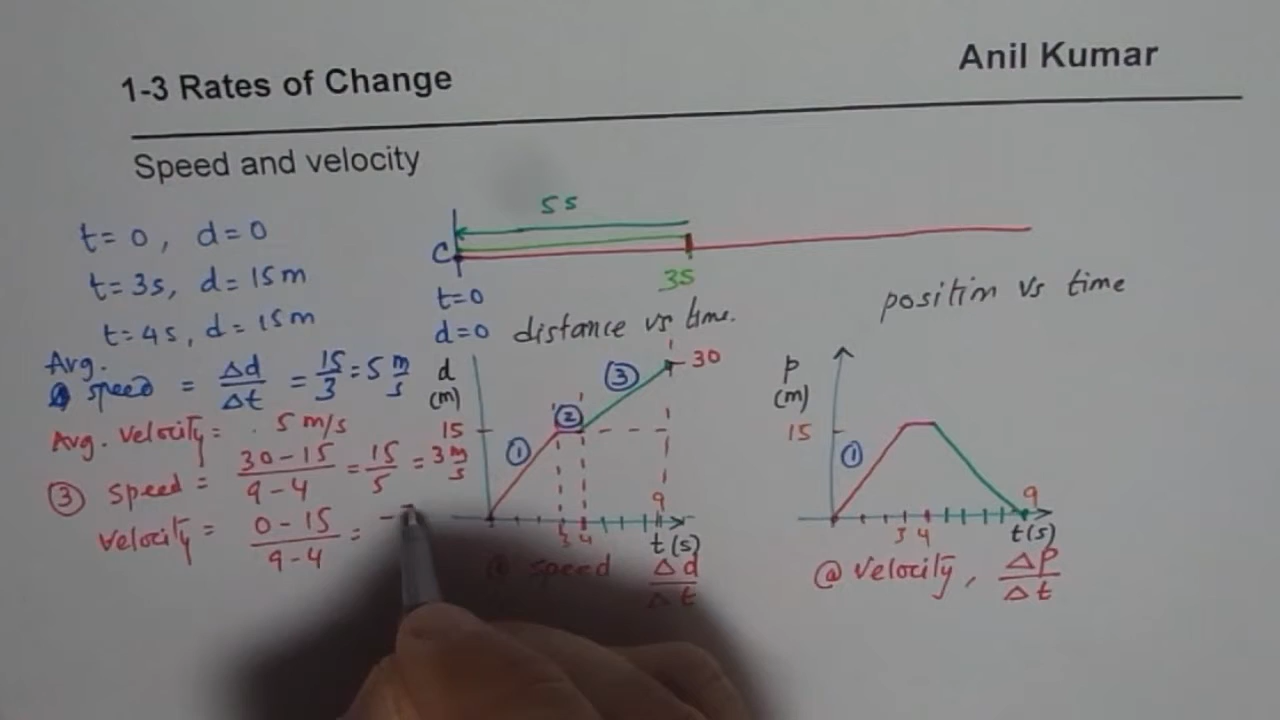 1-3 Rates of Change
Anil Kumar
Speed and velocity
t=0, d=0
t=3s, d=15m
t=4s, d=15m
Avg. speed = Δd/Δt = 15/3 = 5 m/s
Avg. velocity = 5 m/s
③ speed = 30-15/9-4 = 15/5 = 3 m/s
velocity = 0-15/9-4 = -
5s
C
3s
t=0
d=0
distance vs time.
d
(m)
15
30
①
②
③
3 4 9
t(s)
speed Δd/Δt
positim vs time
p
(m)
15
①
3 4 9
t(s)
@ velocity, Δp/Δt